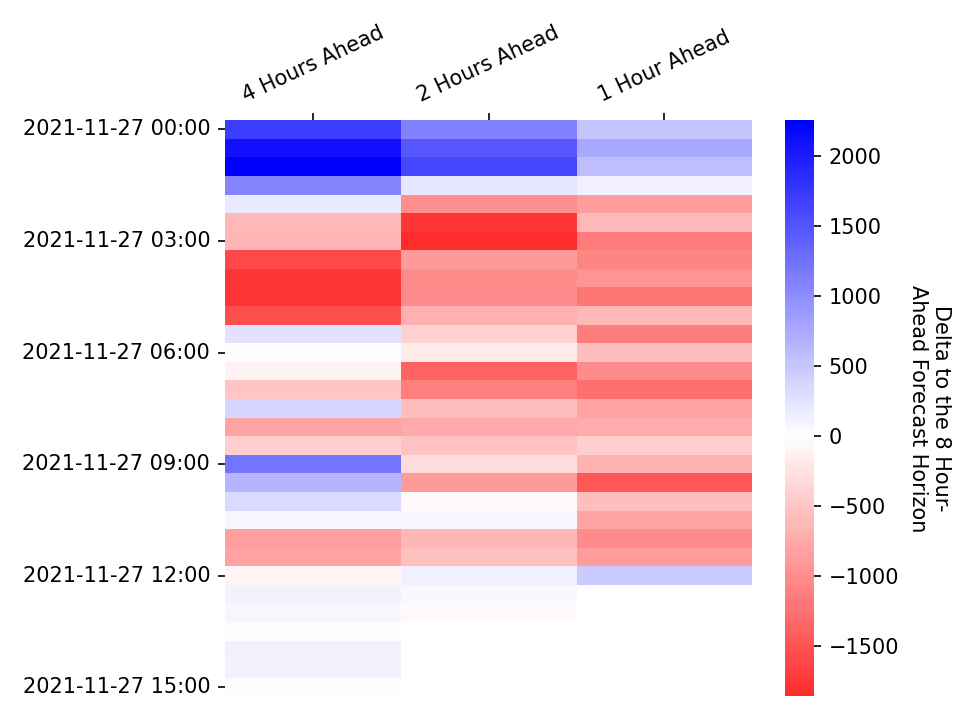 4 Hours Ahead
2 Hours Ahead
1 Hour Ahead
2021-11-27 00:00
2021-11-27 03:00
2021-11-27 06:00
2021-11-27 09:00
2021-11-27 12:00
2021-11-27 15:00
2000
1500
1000
500
0
−500
−1000
−1500
Delta to the 8 Hour-
Ahead Forecast Horizon